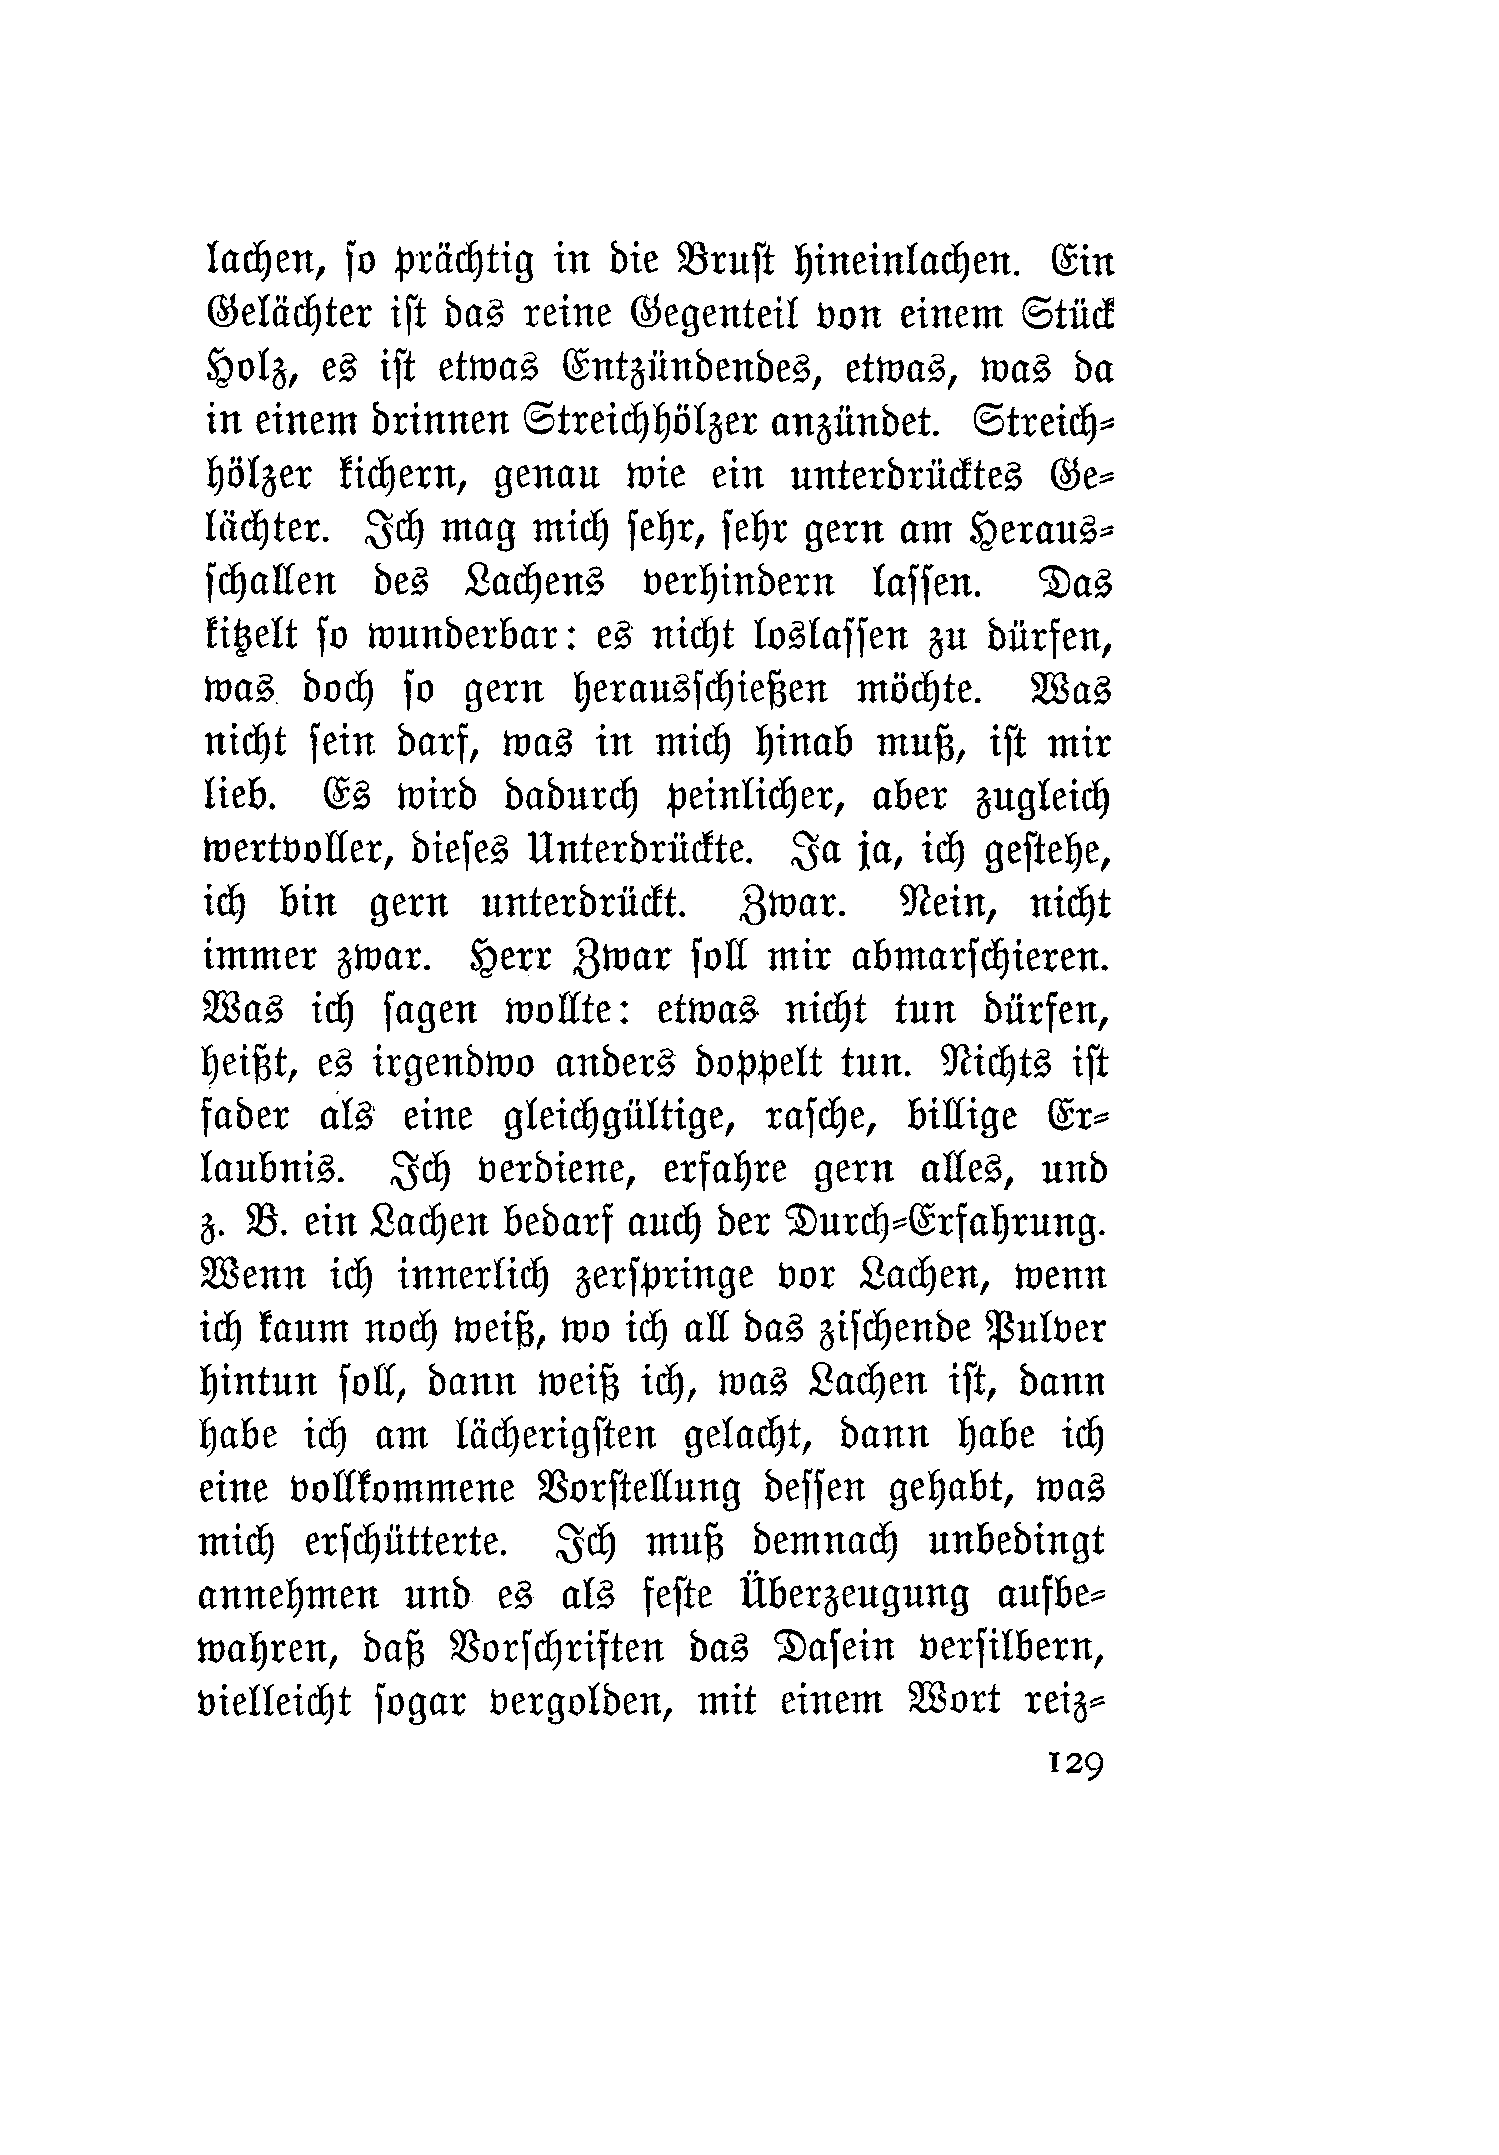 lachen, ſo prächtig in die Bruſt hineinlachen. Ein
Gelächter iſt das reine Gegenteil von einem Stück
Holz, es iſt etwas Entzündendes, etwas, was da
in einem drinnen Streichhölzer anzündet. Streich⸗
hölzer kichern, genau wie ein unterdrücktes Ge⸗
lächter. Ich mag mich ſehr, ſehr gern am Heraus⸗
ſchallen des Lachens verhindern laſſen. Das
kitzelt ſo wunderbar: es nicht loslaſſen zu dürfen,
was doch ſo gern herausſchießen möchte. Was
nicht ſein darf, was in mich hinab muß, iſt mir
lieb. Es wird dadurch peinlicher, aber zugleich
wertvoller, dieſes Unterdrückte. Ja ja, ich geſtehe,
ich bin gern unterdrückt. Zwar. Nein, nicht
immer zwar. Herr Zwar ſoll mir abmarſchieren.
Was ich ſagen wollte: etwas nicht tun dürfen,
heißt, es irgendwo anders doppelt tun. Nichts iſt
fader als eine gleichgültige, raſche, billige Er⸗
laubnis. Ich verdiene, erfahre gern alles, und
z. B. ein Lachen bedarf auch der Durch⸗Erfahrung.
Wenn ich innerlich zerſpringe vor Lachen, wenn
ich kaum noch weiß, wo ich all das ziſchende Pulver
hintun ſoll, dann weiß ich, was Lachen iſt, dann
habe ich am lächerigſten gelacht, dann habe ich
eine vollkommene Vorſtellung deſſen gehabt, was
mich erſchütterte. Ich muß demnach unbedingt
annehmen und es als feſte Überzeugung aufbe⸗
wahren, daß Vorſchriften das Daſein verſilbern,
vielleicht ſogar vergolden, mit einem Wort reiz⸗
129